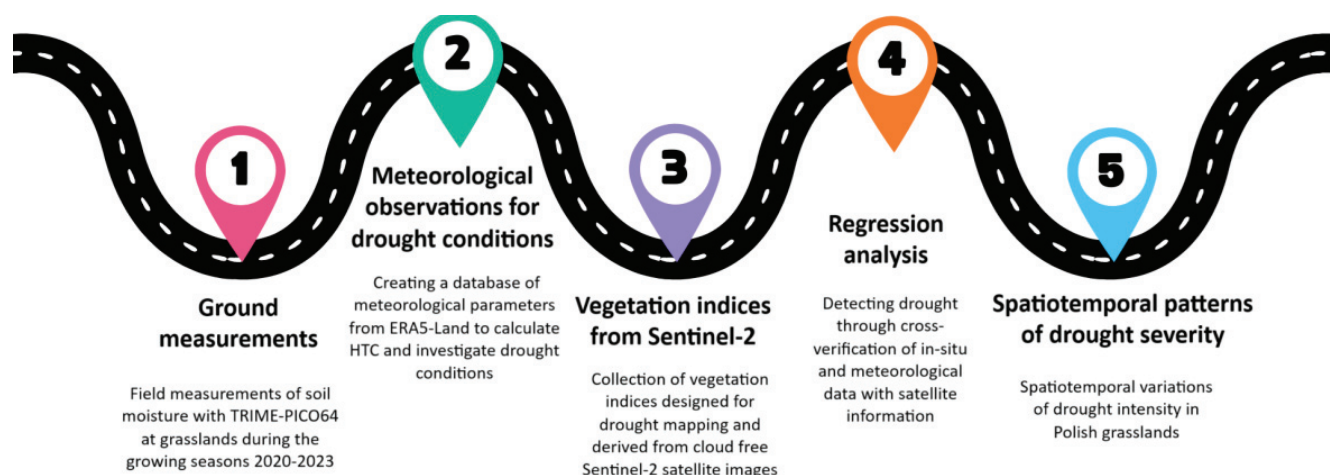 1
Ground
measurements
Field measurements of soil
moisture with TRIME-PICO64
at grasslands during the
growing seasons 2020-2023
2
Meteorological
observations for
drought conditions
Creating a database of
meteorological parameters
from ERA5-Land to calculate
HTC and investigate drought
conditions
3
Vegetation indices
from Sentinel-2
Collection of vegetation
indices designed for
drought mapping and
derived from cloud free
Sentinel-2 satellite images
4
Regression
analysis
Detecting drought
through cross-
verification of in-situ
and meteorological
data with satellite
information
5
Spatiotemporal patterns
of drought severity
Spatiotemporal variations
of drought intensity in
Polish grasslands